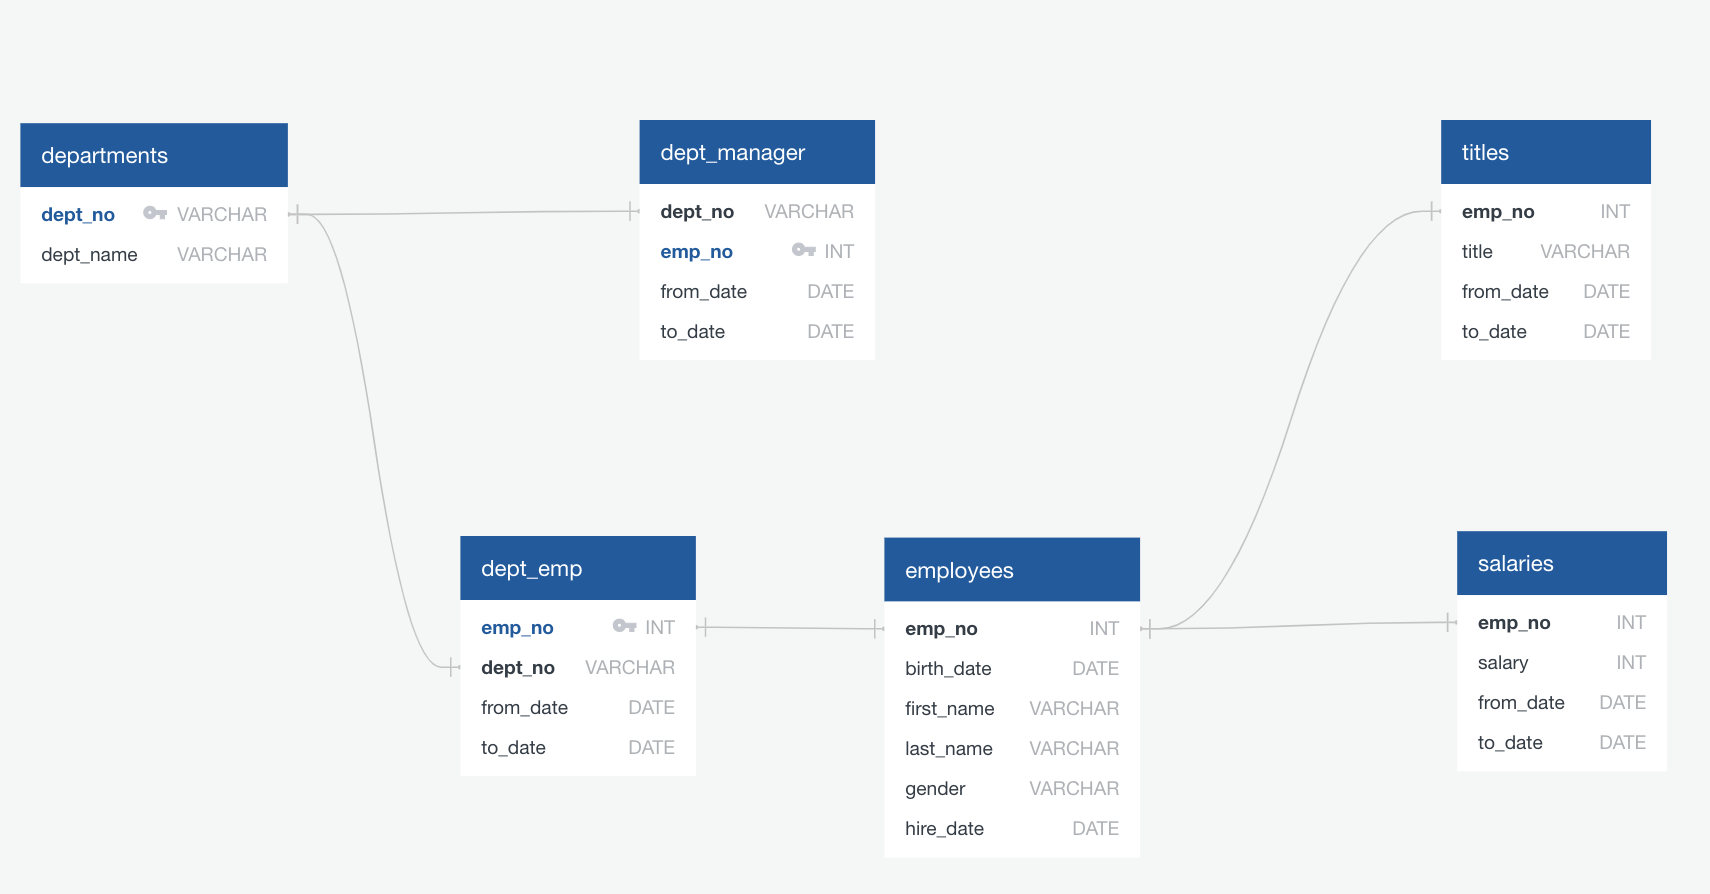 departments
dept_no VARCHAR
dept_name VARCHAR
dept_manager
dept_no VARCHAR
emp_no INT
from_date DATE
to_date DATE
titles
emp_no INT
title VARCHAR
from_date DATE
to_date DATE
dept_emp
emp_no INT
dept_no VARCHAR
from_date DATE
to_date DATE
employees
emp_no INT
birth_date DATE
first_name VARCHAR
last_name VARCHAR
gender VARCHAR
hire_date DATE
salaries
emp_no INT
salary INT
from_date DATE
to_date DATE